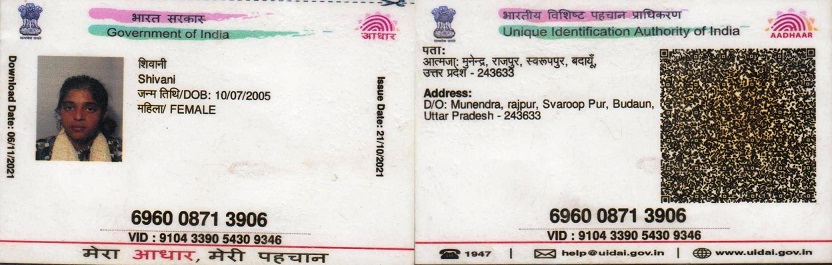 भारत सरकार
Government of India
आधार
Download Date: 06/11/2021
शिवानी
Shivani
जन्म तिथि/DOB: 10/07/2005
महिला/ FEMALE
Issue Date: 21/10/2021
6960 0871 3906
VID : 9104 3390 5430 9346
मेरा आधार, मेरी पहचान
भारतीय विशिष्ट पहचान प्राधिकरण
Unique Identification Authority of India
AADHAAR
पता:
आत्मजा: मुनेन्द्र, राजपुर, स्वरूपपुर, बदायूँ,
उत्तर प्रदेश - 243633
Address:
D/O: Munendra, rajpur, Svaroop Pur, Budaun,
Uttar Pradesh - 243633
6960 0871 3906
VID : 9104 3390 5430 9346
1947 | help@uidai.gov.in | www.uidai.gov.in